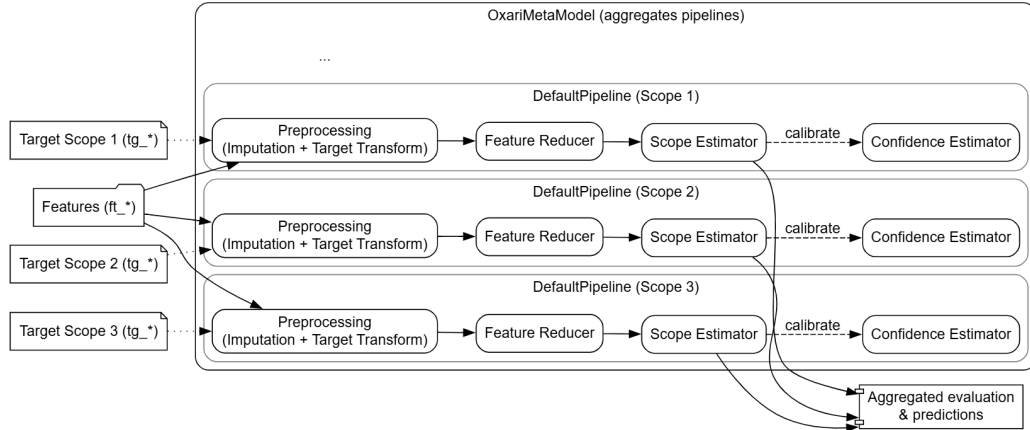 OxariMetaModel (aggregates pipelines)
...
DefaultPipeline (Scope 1)
Target Scope 1 (tg_*)
Preprocessing
(Imputation + Target Transform)
Feature Reducer
Scope Estimator
calibrate
Confidence Estimator
Features (ft_*)
DefaultPipeline (Scope 2)
Target Scope 2 (tg_*)
Preprocessing
(Imputation + Target Transform)
Feature Reducer
Scope Estimator
calibrate
Confidence Estimator
DefaultPipeline (Scope 3)
Target Scope 3 (tg_*)
Preprocessing
(Imputation + Target Transform)
Feature Reducer
Scope Estimator
calibrate
Confidence Estimator
Aggregated evaluation
& predictions